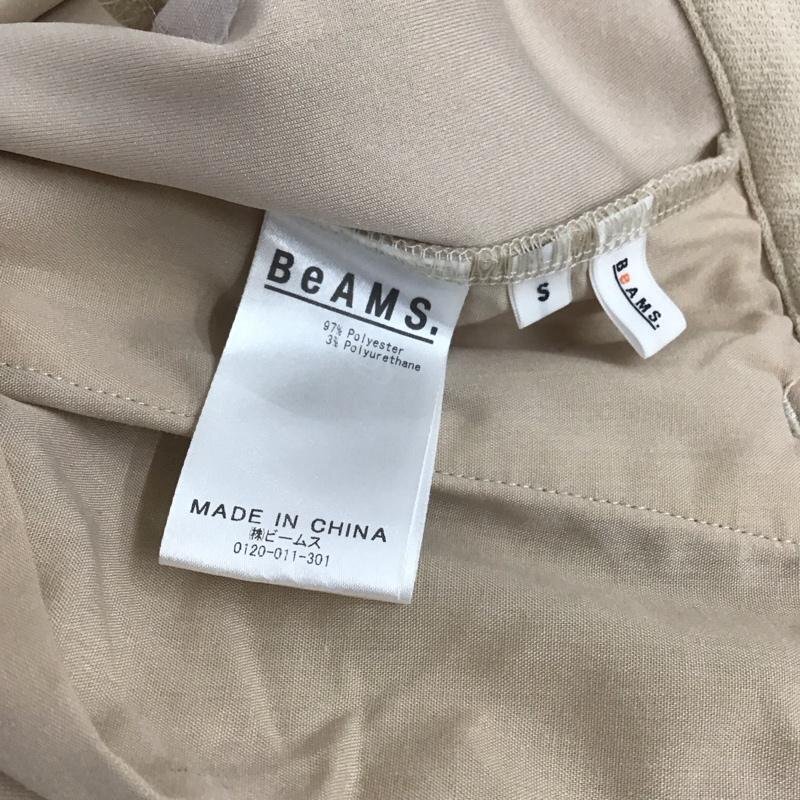 BeAMS.
97% Polyester
3% Polyurethane
MADE IN CHINA
㈱ビームス
0120-011-301
S
BeAMS.